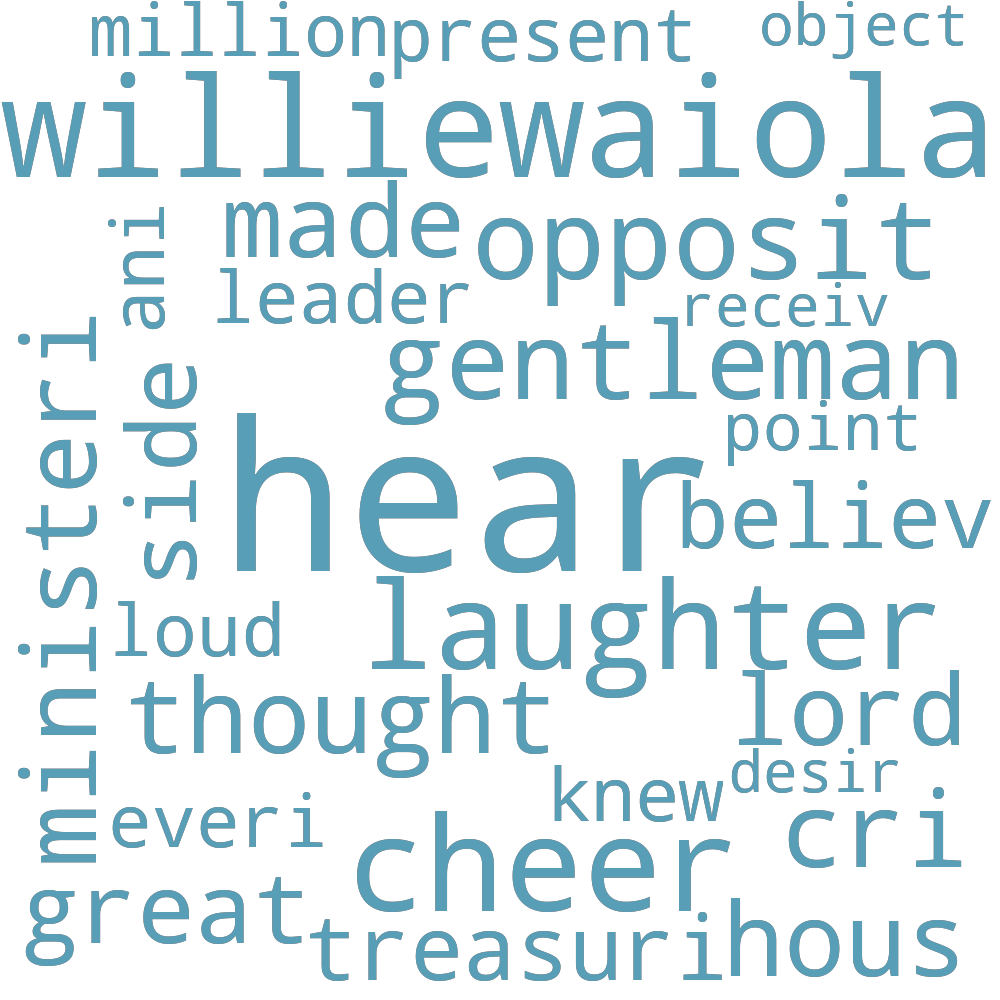 million present object
williewaiola
made opposit
ani
leader receiv
gentleman
ministeri
side
point
hear
believ
loud laughter
thought lord
knew desir
everi cheer cri
great treasuri hous